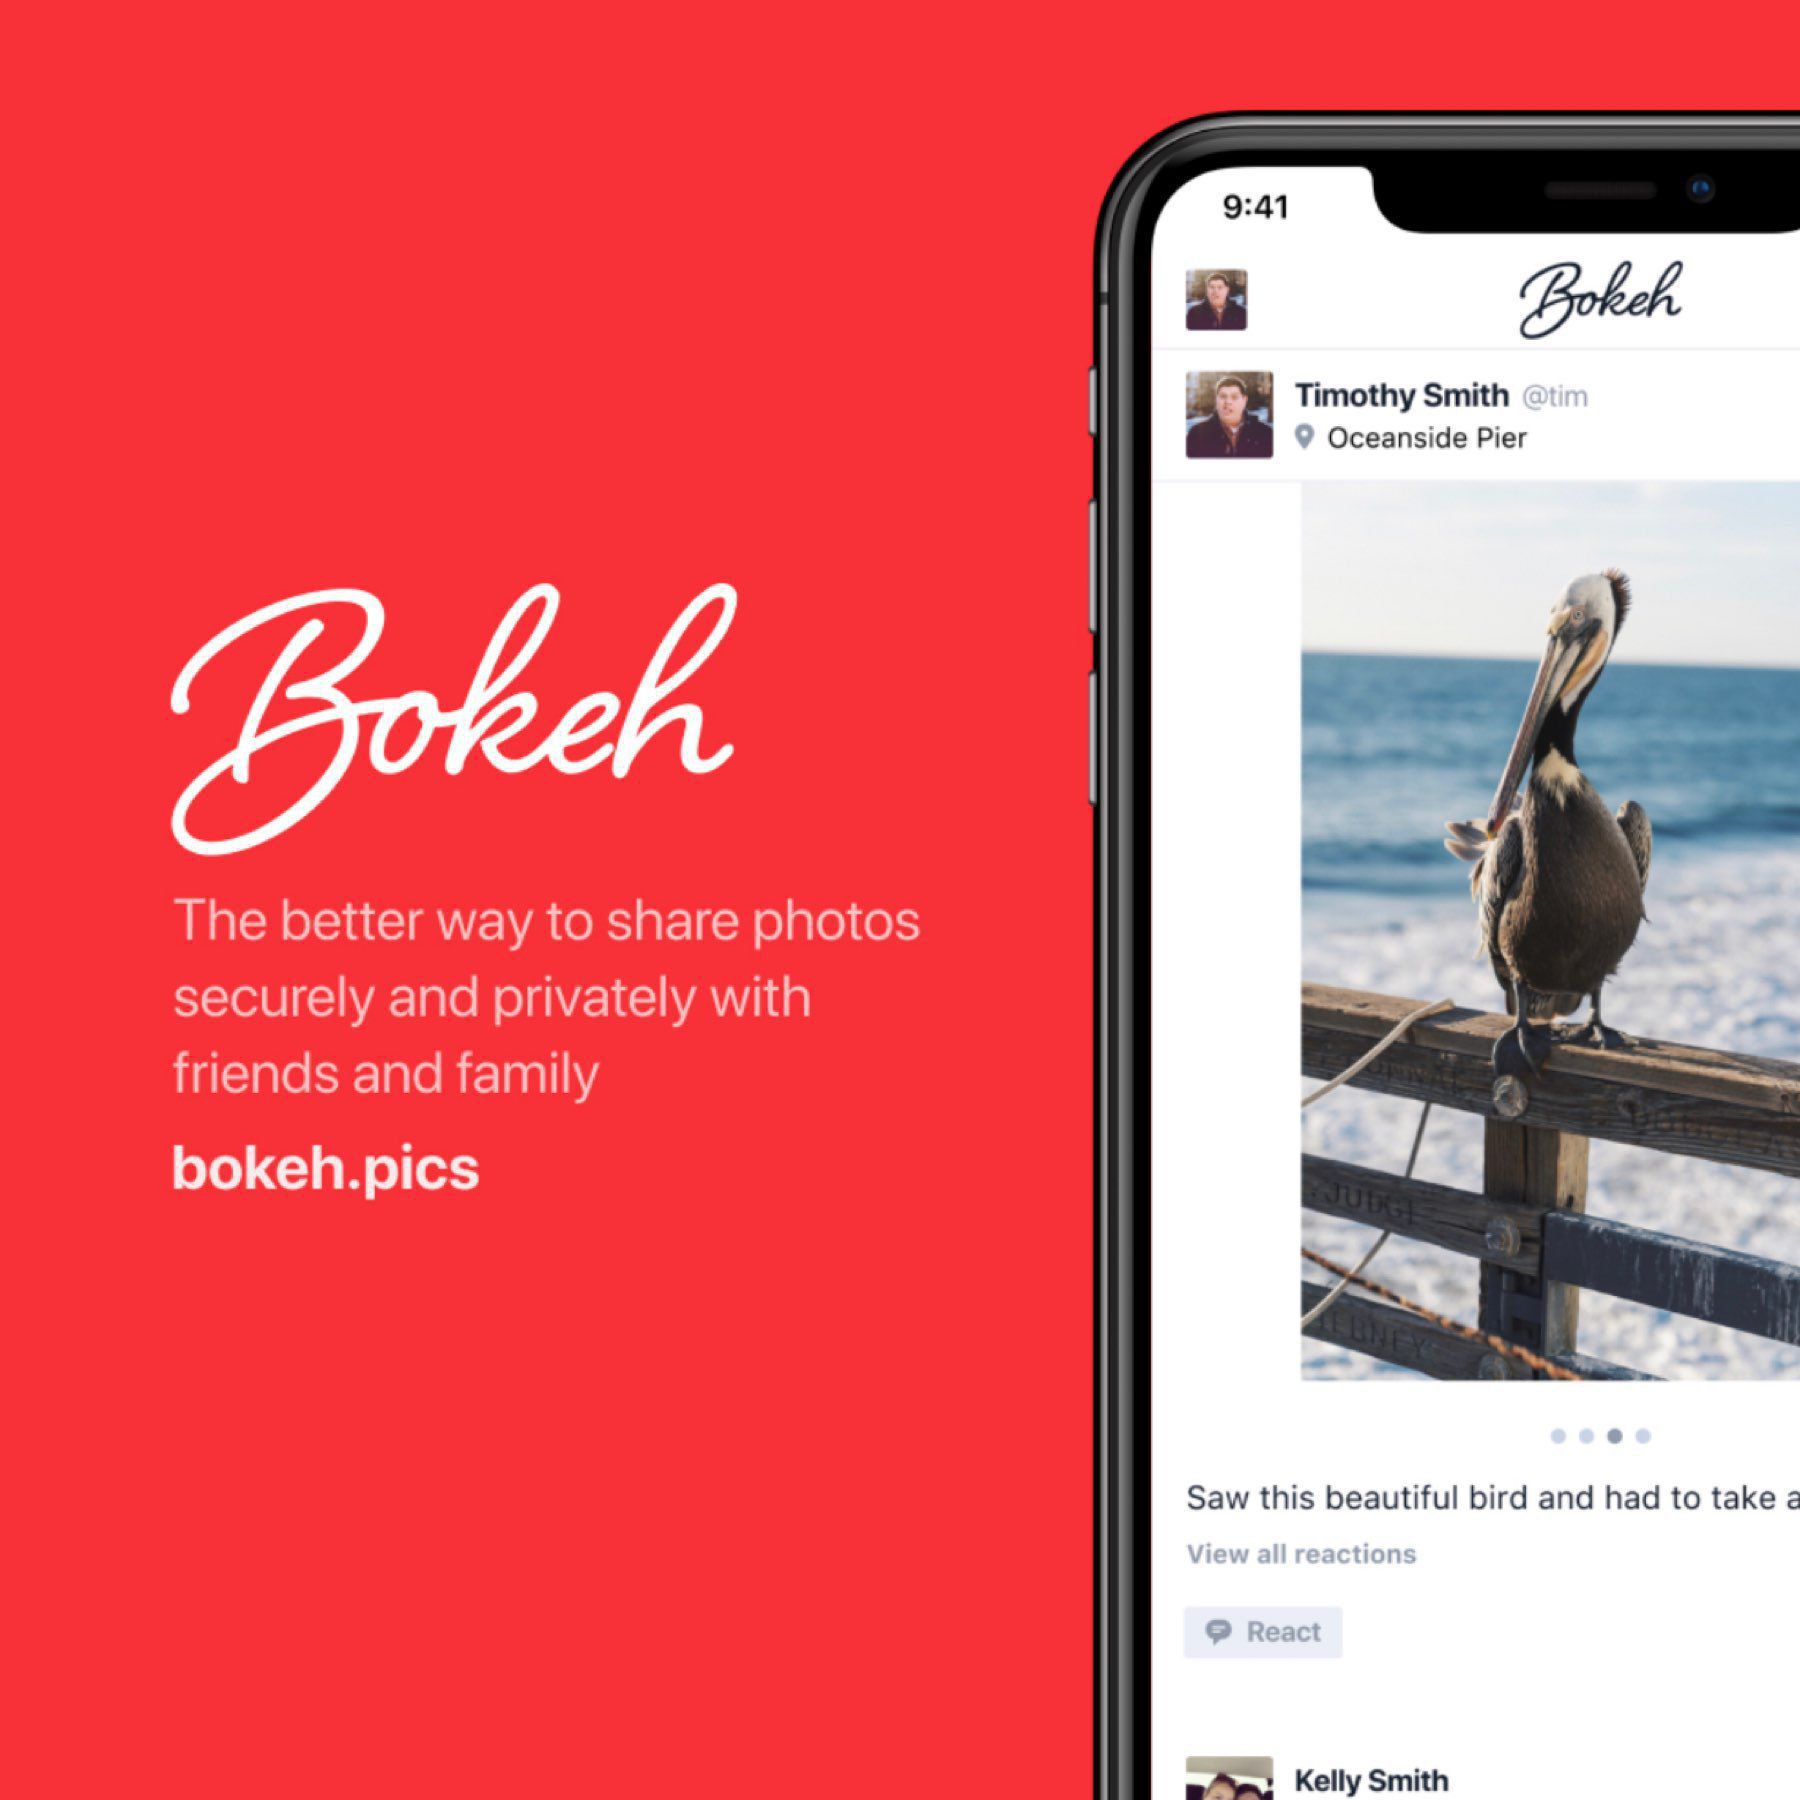 Bokeh
The better way to share photos
securely and privately with
friends and family
bokeh.pics
9:41
Bokeh
Timothy Smith @tim
Oceanside Pier
Saw this beautiful bird and had to take a
View all reactions
React
Kelly Smith